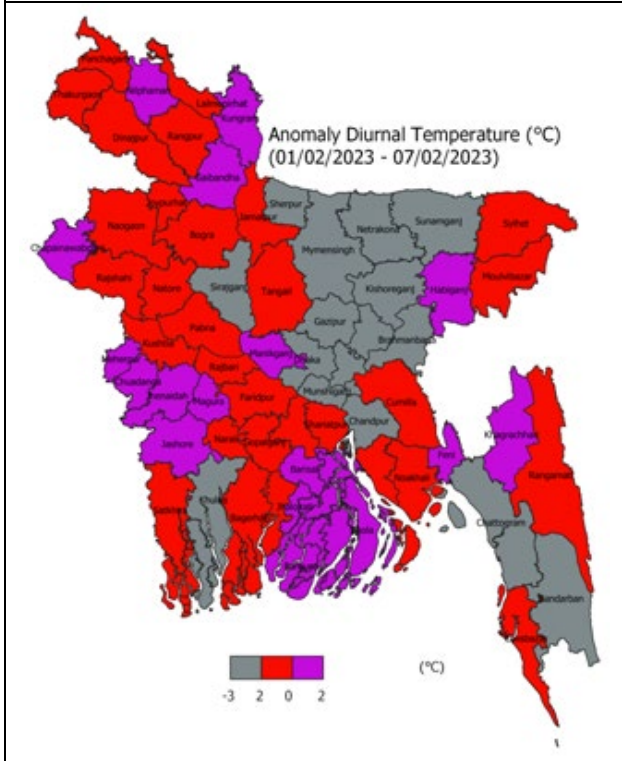 Panchagarh
Thakurgaon
Nilphamari
Lalmonirhat
Kurigram
Dinajpur
Rangpur
Anomaly Diurnal Temperature (°C)
(01/02/2023 - 07/02/2023)
Gaibandha
Joypurhat
Jamalpur
Sherpur
Netrakona
Sunamganj
Sylhet
Naogaon
Bogra
Mymensingh
Moulvibazar
Habiganj
Rajshahi
Natore
Sirajganj
Tangail
Kishoreganj
Gazipur
Pabna
Kushtia
Manikganj
Dhaka
Rajbari
Meherpur
Chuadanga
Jhenaidah
Magura
Faridpur
Munshiganj
Cumilla
Chandpur
Khagrachhari
Jashore
Narail
Gopalganj
Shariatpur
Feni
Rangamati
Barisal
Noakhali
Satkhira
Khulna
Bagerhat
Bhola
Chattogram
Bandarban
(°C)
-3 2 0 2